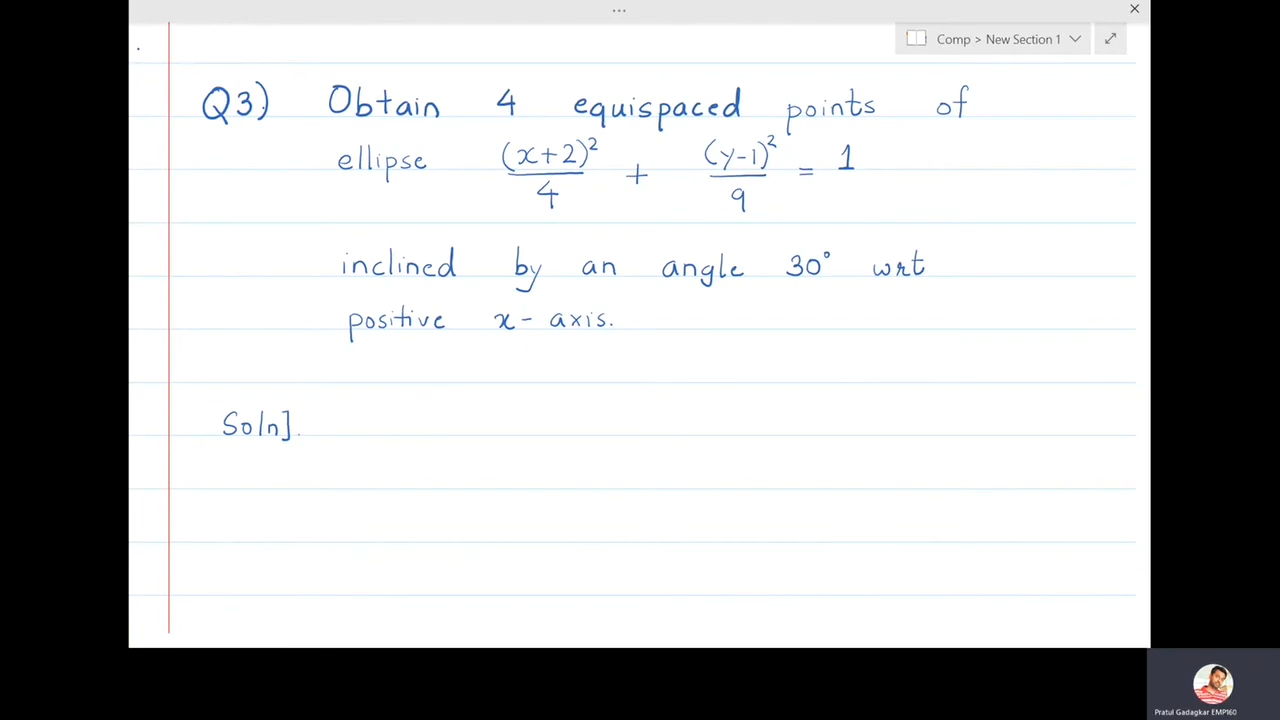 ...
Comp > New Section 1
Q3) Obtain 4 equispaced points of
ellipse (x+2)²/4 + (y-1)²/9 = 1
inclined by an angle 30° wrt
positive x-axis.
Soln].
Pratul Gadagkar EMP160